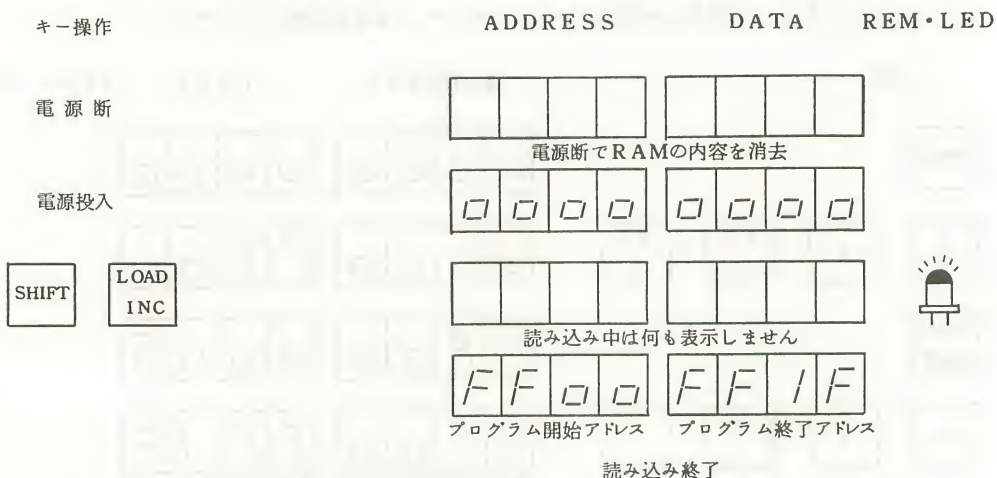 キー操作 ADDRESS DATA REM・LED
電源断
電源断でRAMの内容を消去
電源投入 0000 0000
SHIFT LOAD INC
読み込み中は何も表示しません
FF00 FF1F
プログラム開始アドレス プログラム終了アドレス
読み込み終了